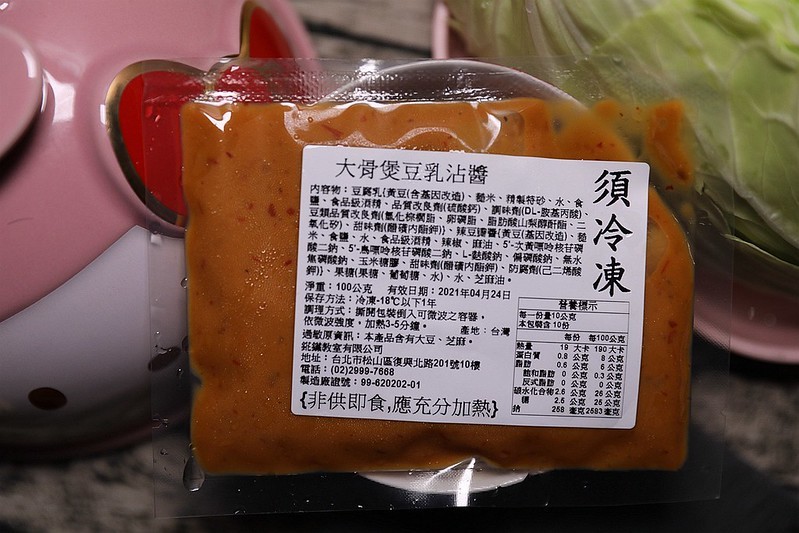 大骨煲豆乳沾醬
須冷凍
內容物：豆腐乳(黃豆(含基因改造)、糙米、精製特砂、水、食
鹽、食品級酒精、品質改良劑(硫酸鈣)、調味劑(DL-胺基丙酸)、
豆類品質改良劑(氫化棕櫚脂、卵磷脂、脂肪酸山梨醇酐酯、二
氧化矽)、甜味劑(醋磺內酯鉀)、辣豆瓣醬(黃豆(基因改造)、糙
米、食鹽、水、食品級酒精、辣椒、麻油、5'-次黃嘌呤核苷磷
酸二鈉、5'-鳥嘌呤核苷磷酸二鈉、L-麩酸鈉、偏磷酸鈉、無水
焦磷酸鈉、玉米糖膠、甜味劑(醋磺內酯鉀)、防腐劑(己二烯酸
鉀))、果糖(果糖、葡萄糖、水)、水、芝麻油。
淨重：100公克 有效日期：2021年04月24日
保存方法：冷凍-18℃以下1年
調理方式：撕開包裝倒入可微波之容器，
依微波強度，加熱3-5分鐘。 產地：台灣
過敏原資訊：本產品含有大豆、芝麻。
鋐鑶教室有限公司
地址：台北市松山區復興北路201號10樓
電話：(02)2999-7668
製造廠證號：99-620202-01
{非供即食,應充分加熱}
營養標示
每一份量10公克
本包裝含10份
每份 每100公克
熱量 19 大卡 190 大卡
蛋白質 0.8 公克 8 公克
脂肪 0.6 公克 6 公克
飽和脂肪 0 公克 0.3 公克
反式脂肪 0 公克 0 公克
碳水化合物 2.6 公克 26 公克
糖 2.5 公克 25 公克
鈉 258 毫克 2583 毫克